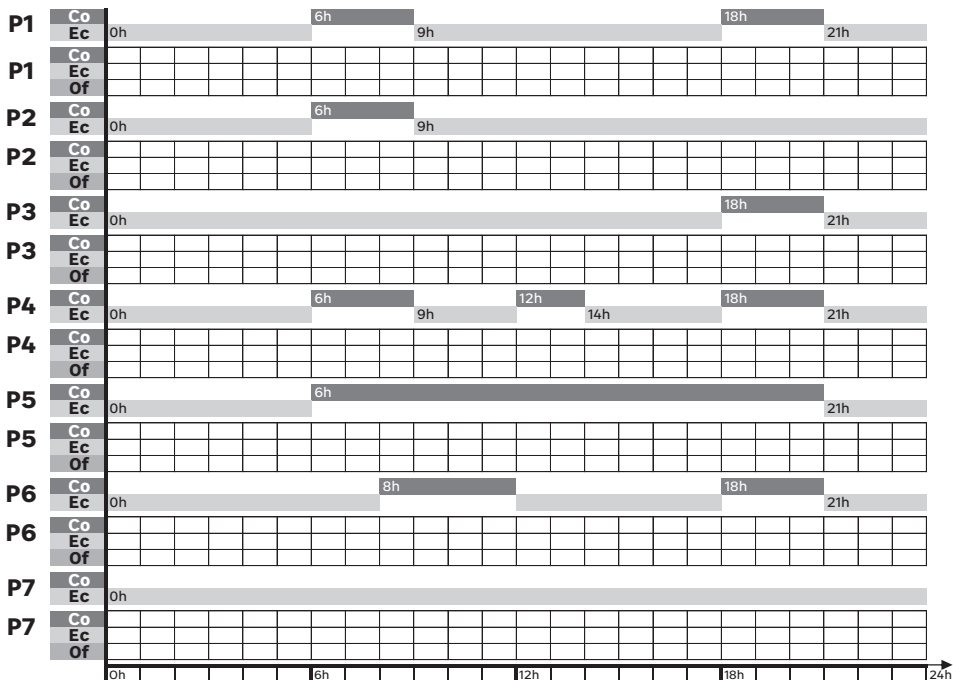 P1 Co 6h 18h
Ec 0h 9h 21h
P1 Co
Ec
Of
P2 Co 6h
Ec 0h 9h
P2 Co
Ec
Of
P3 Co 18h
Ec 0h 21h
P3 Co
Ec
Of
P4 Co 6h 12h 18h
Ec 0h 9h 14h 21h
P4 Co
Ec
Of
P5 Co 6h
Ec 0h 21h
P5 Co
Ec
Of
P6 Co 8h 18h
Ec 0h 21h
P6 Co
Ec
Of
P7 Co
Ec 0h
P7 Co
Ec
Of
0h 6h 12h 18h 24h